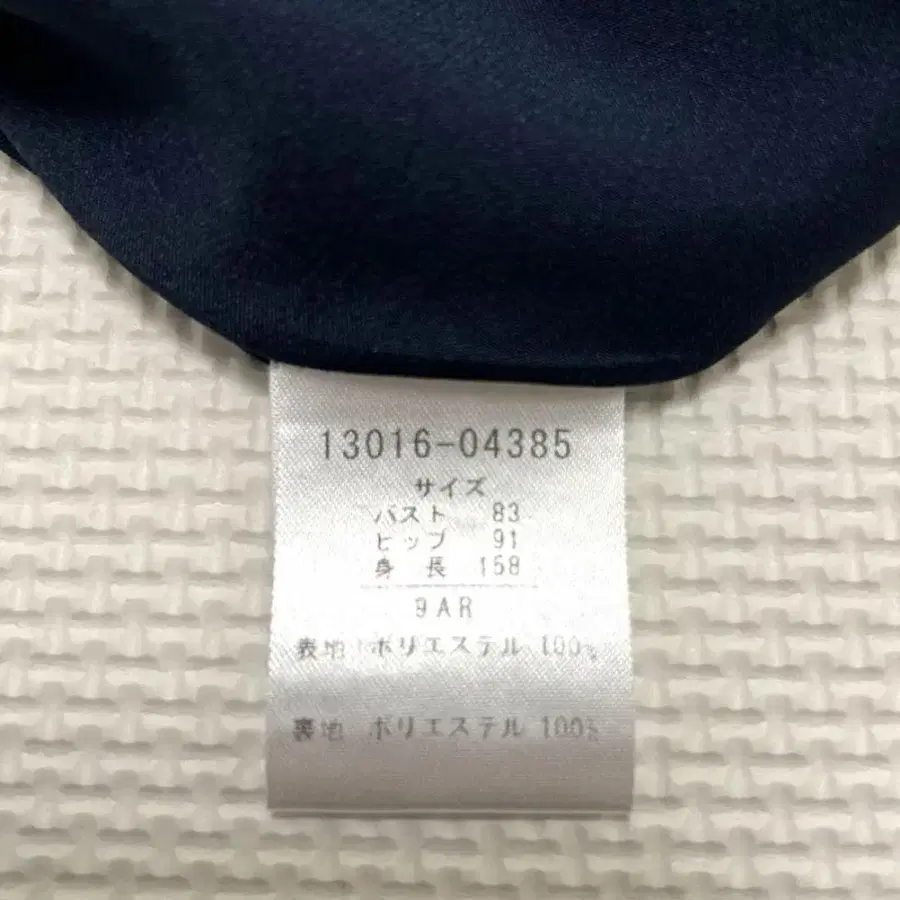 13016-04385
サイズ
バスト 83
ヒップ 91
身長 158
9AR
表地 ポリエステル 100%
裏地 ポリエステル 100%